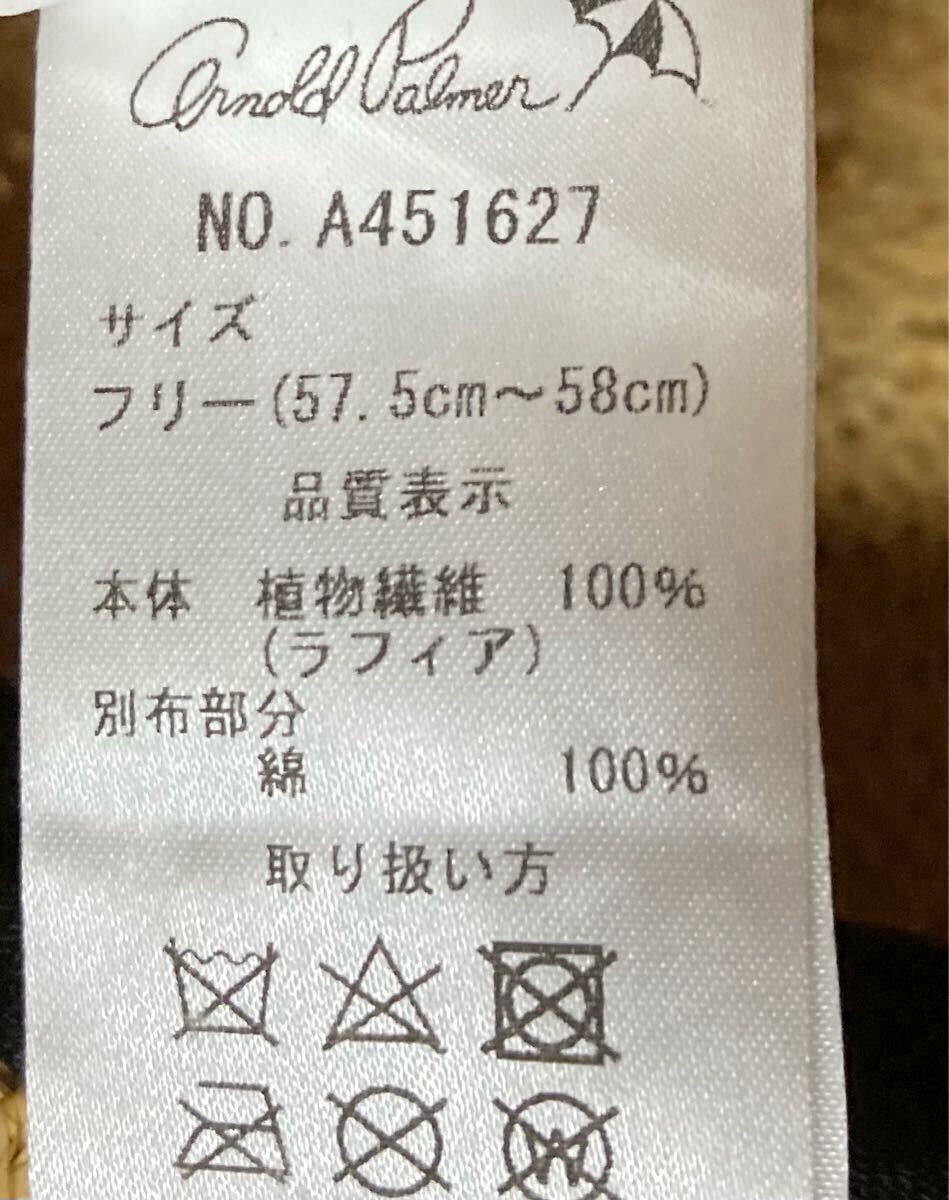 Arnold Palmer
NO. A451627
サイズ
フリー(57.5cm～58cm)
品質表示
本体 植物繊維 100%
(ラフィア)
別布部分
綿 100%
取り扱い方
W